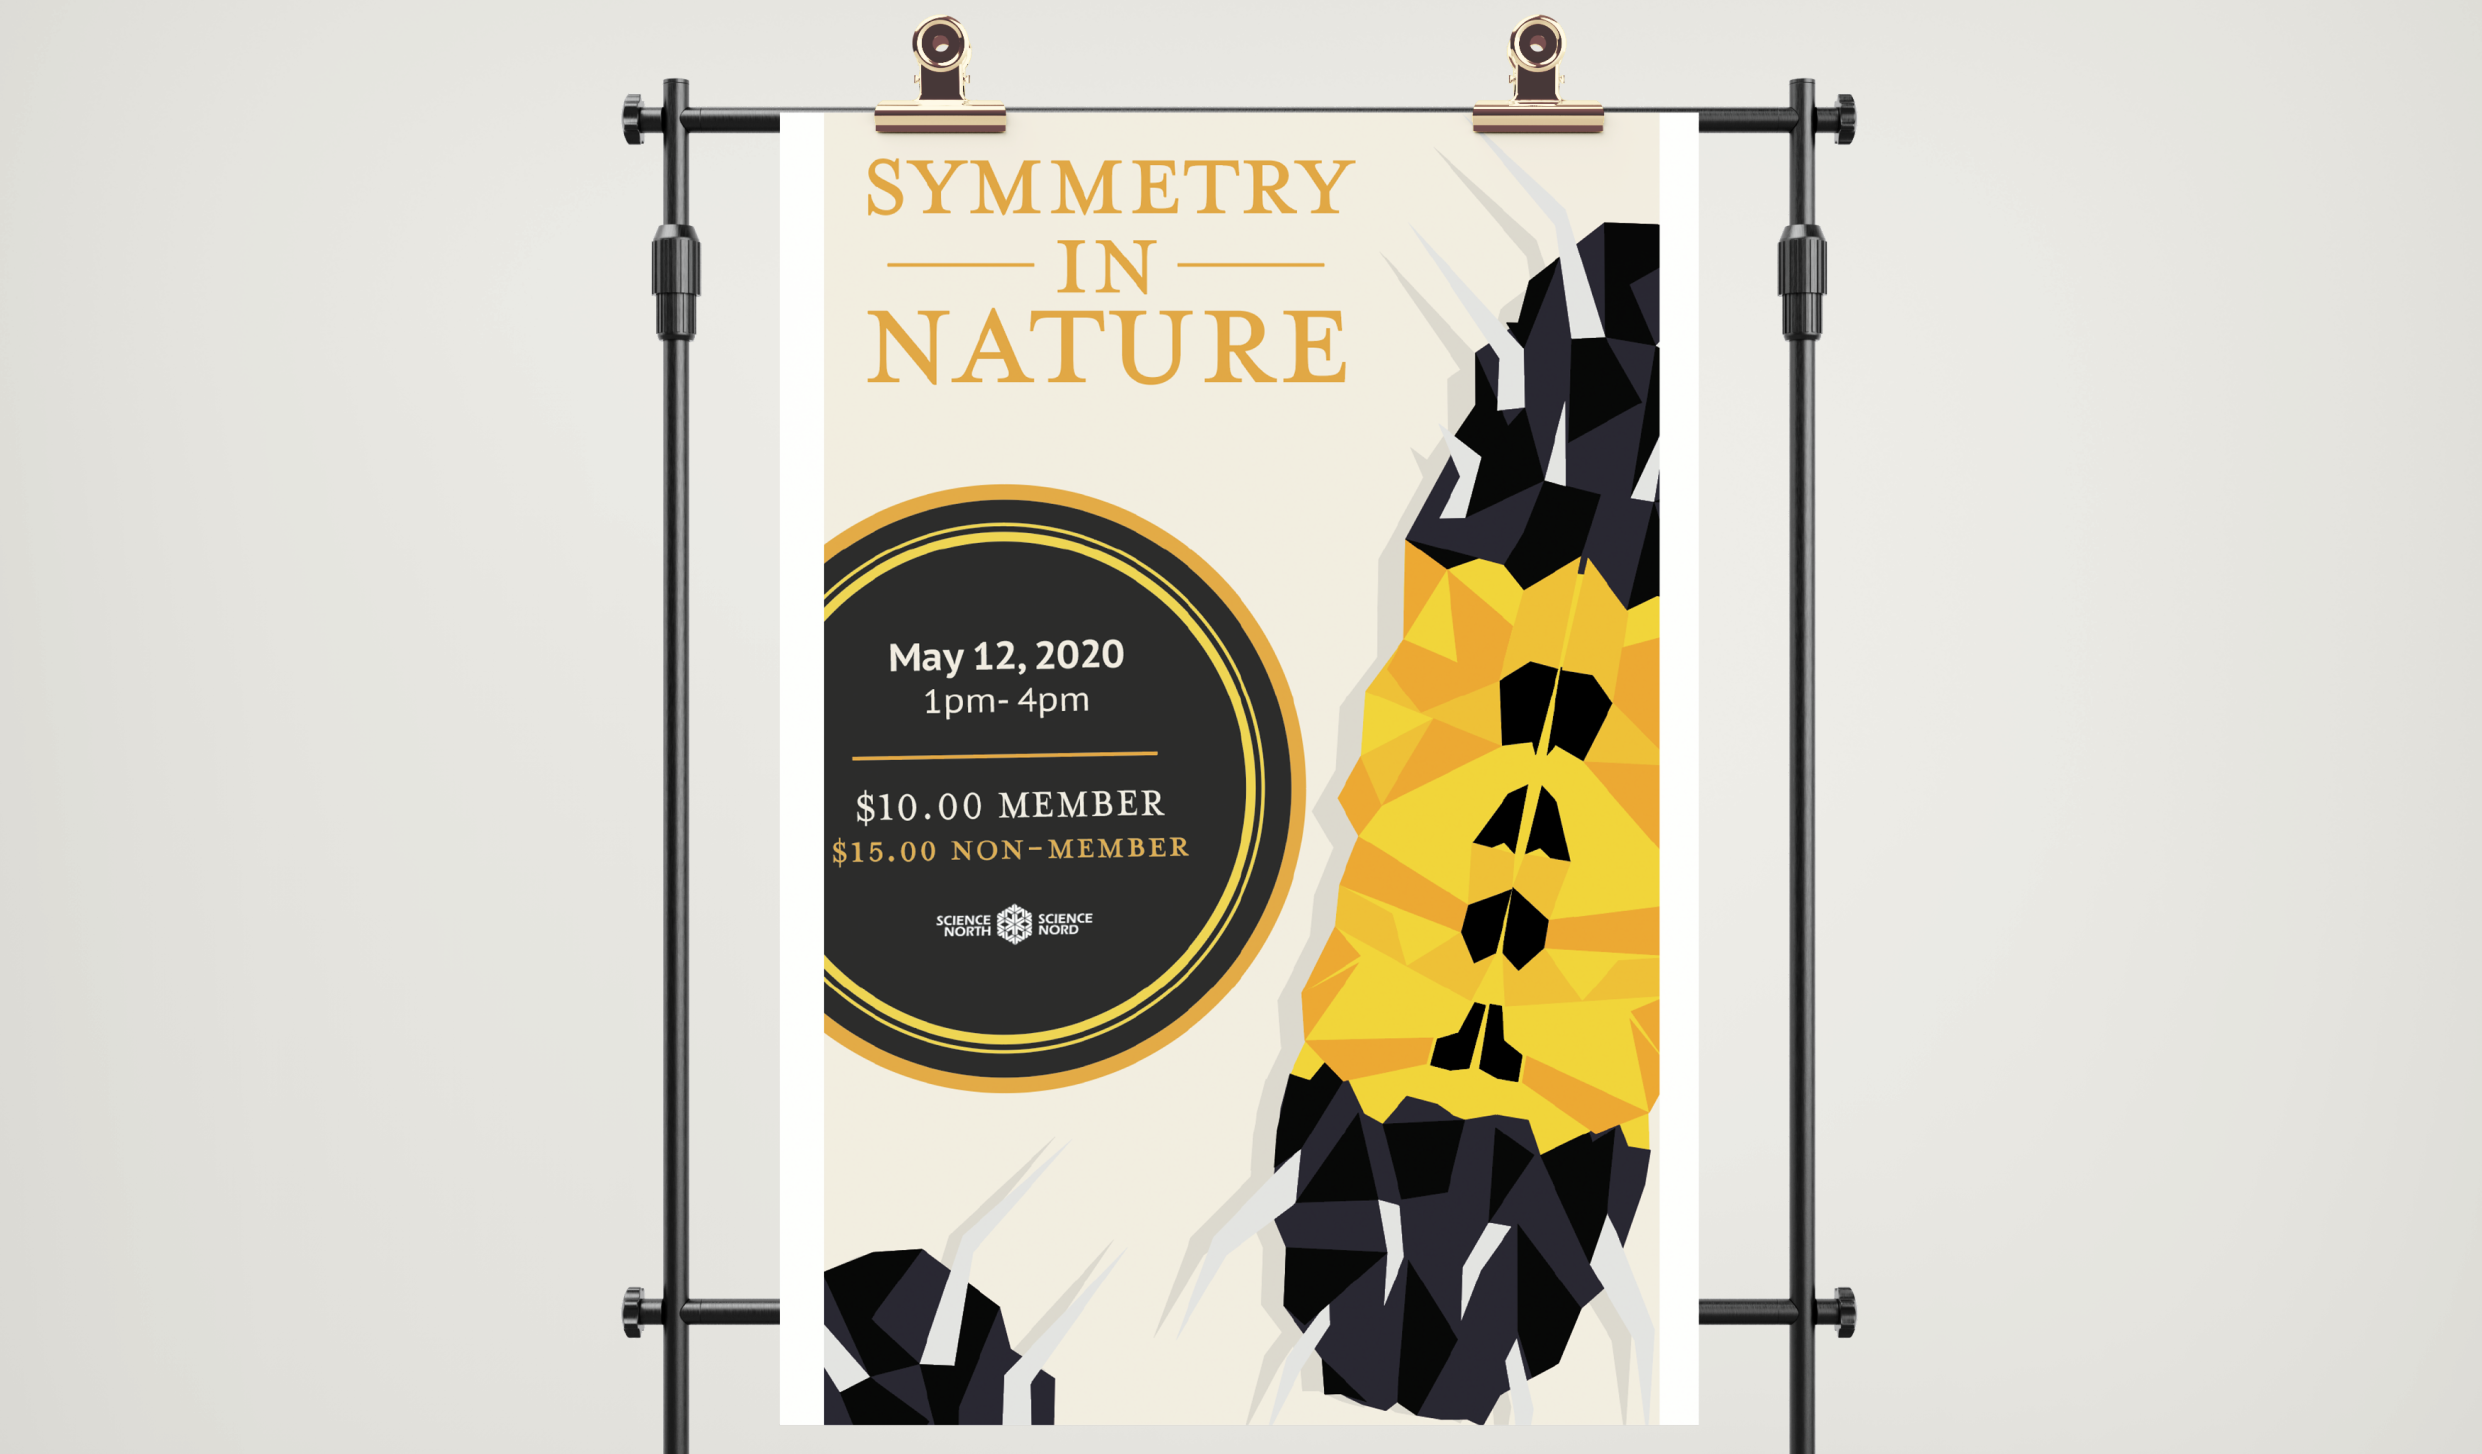 SYMMETRY
IN
NATURE
May 12, 2020
1pm- 4pm
$10.00 MEMBER
$15.00 NON-MEMBER
SCIENCE NORTH SCIENCE NORD